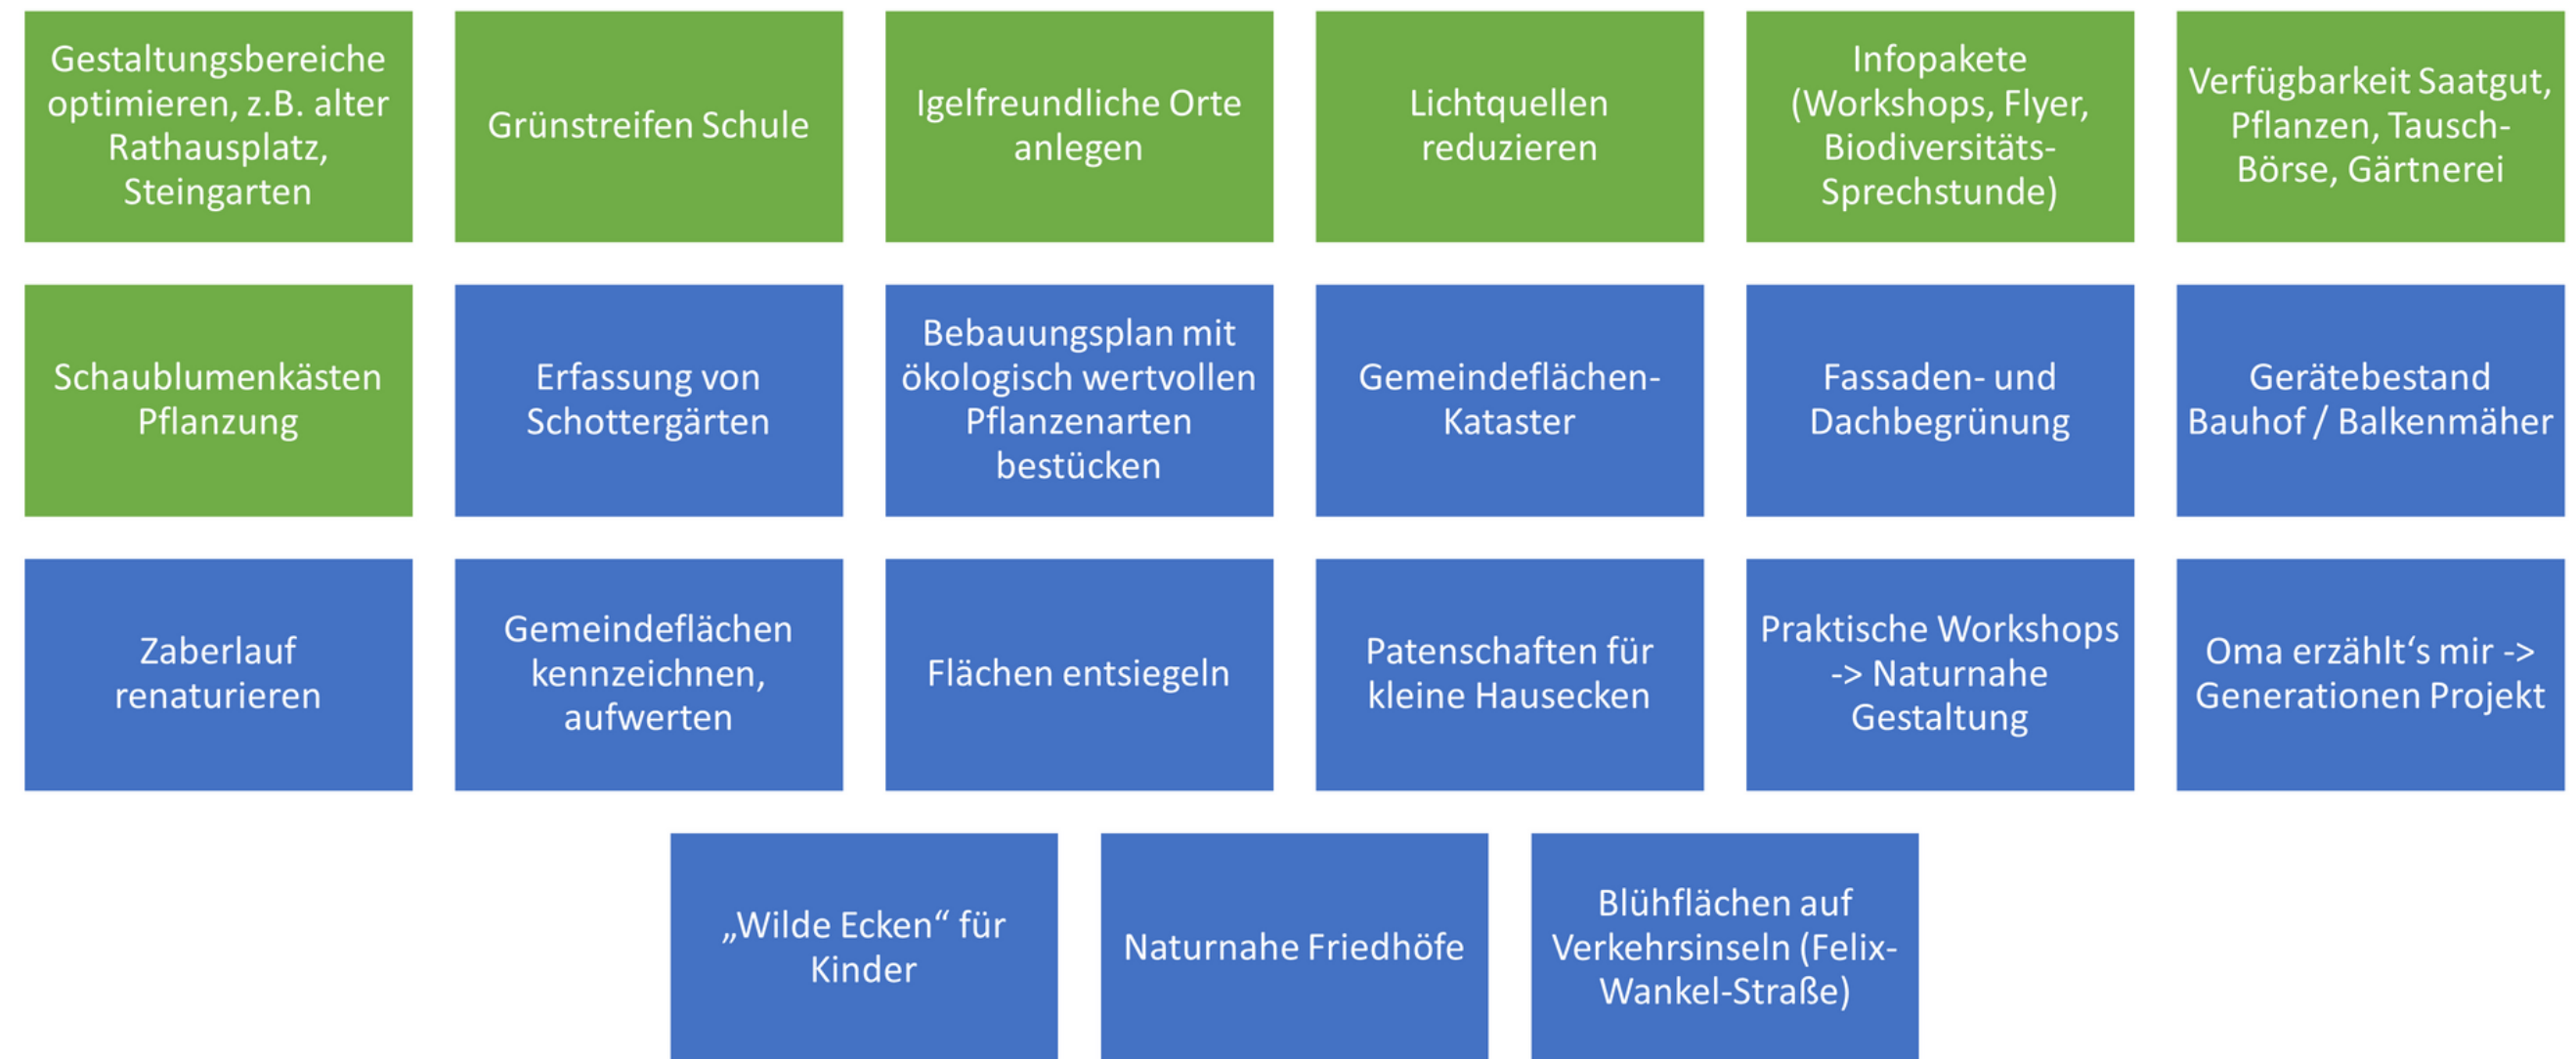 Gestaltungsbereiche
optimieren, z.B. alter
Rathausplatz,
Steingarten
Grünstreifen Schule
Igelfreundliche Orte
anlegen
Lichtquellen
reduzieren
Infopakete
(Workshops, Flyer,
Biodiversitäts-
Sprechstunde)
Verfügbarkeit Saatgut,
Pflanzen, Tausch-
Börse, Gärtnerei
Schaublumenkästen
Pflanzung
Erfassung von
Schottergärten
Bebauungsplan mit
ökologisch wertvollen
Pflanzenarten
bestücken
Gemeindeflächen-
Kataster
Fassaden- und
Dachbegrünung
Gerätebestand
Bauhof / Balkenmäher
Zaberlauf
renaturieren
Gemeindeflächen
kennzeichnen,
aufwerten
Flächen entsiegeln
Patenschaften für
kleine Hausecken
Praktische Workshops
-> Naturnahe
Gestaltung
Oma erzählt‘s mir ->
Generationen Projekt
„Wilde Ecken“ für
Kinder
Naturnahe Friedhöfe
Blühflächen auf
Verkehrsinseln (Felix-
Wankel-Straße)